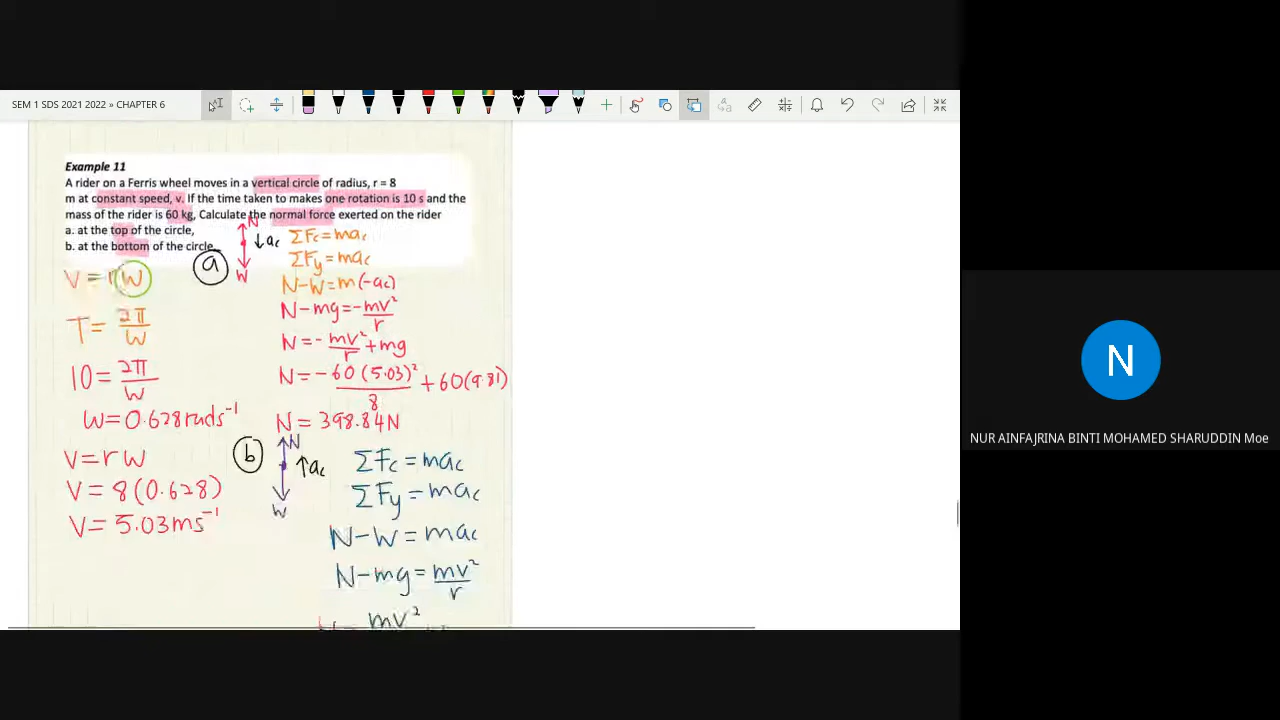 SEM 1 SDS 2021 2022 » CHAPTER 6
Example 11
A rider on a Ferris wheel moves in a vertical circle of radius, r = 8
m at constant speed, v. If the time taken to makes one rotation is 10 s and the
mass of the rider is 60 kg, Calculate the normal force exerted on the rider
a. at the top of the circle,
b. at the bottom of the circle.
V = rW
T = 2π/W
10 = 2π/W
W = 0.628 rads⁻¹
V = rW
V = 8(0.628)
V = 5.03ms⁻¹
a
N
↓ac
W
ΣFc = mac
ΣFy = mac
N-W = m(-ac)
N-mg = -mv²/r
N = -mv²/r + mg
N = -60(5.03)²/8 + 60(9.81)
N = 398.84N
b
N
↑ac
W
ΣFc = mac
ΣFy = mac
N-W = mac
N-mg = mv²/r
mv²
N
NUR AINFAJRINA BINTI MOHAMED SHARUDDIN Moe